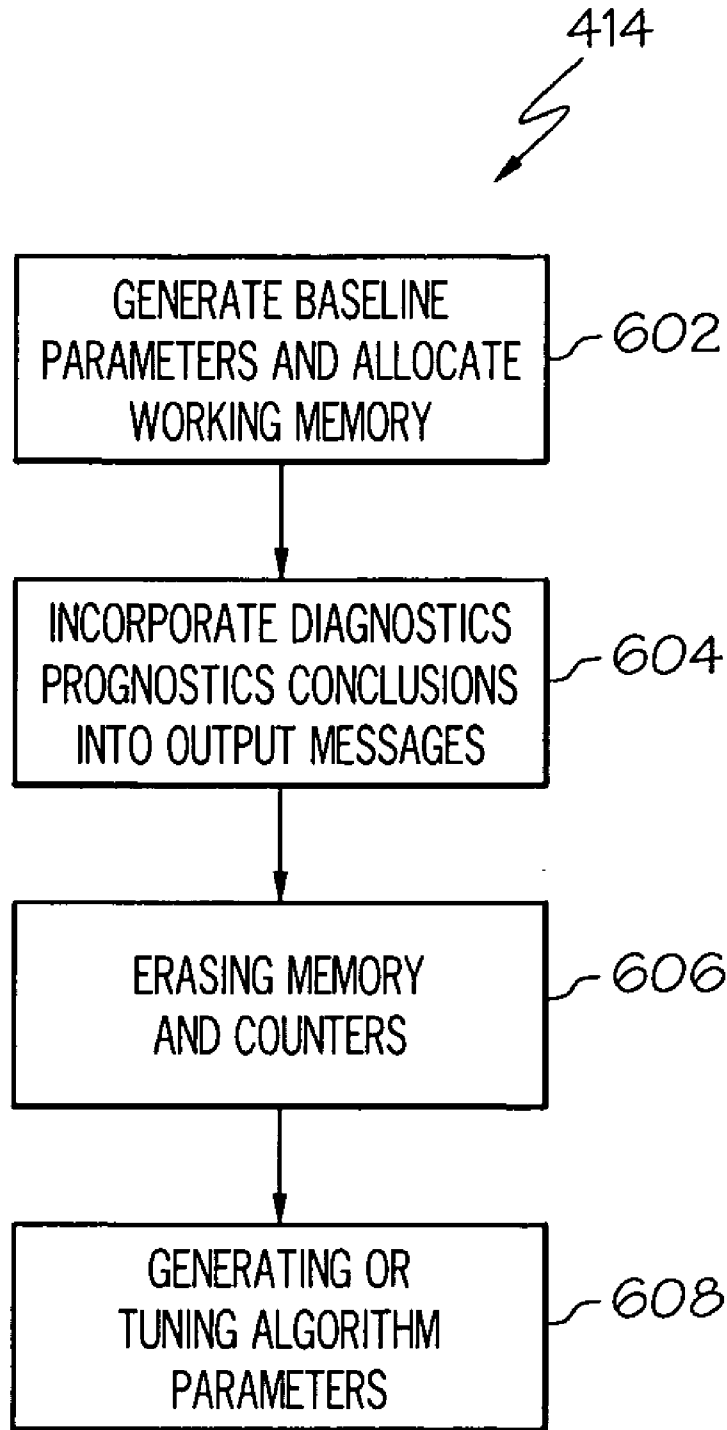 414
GENERATE BASELINE
PARAMETERS AND ALLOCATE
WORKING MEMORY
602
INCORPORATE DIAGNOSTICS
PROGNOSTICS CONCLUSIONS
INTO OUTPUT MESSAGES
604
ERASING MEMORY
AND COUNTERS
606
GENERATING OR
TUNING ALGORITHM
PARAMETERS
608